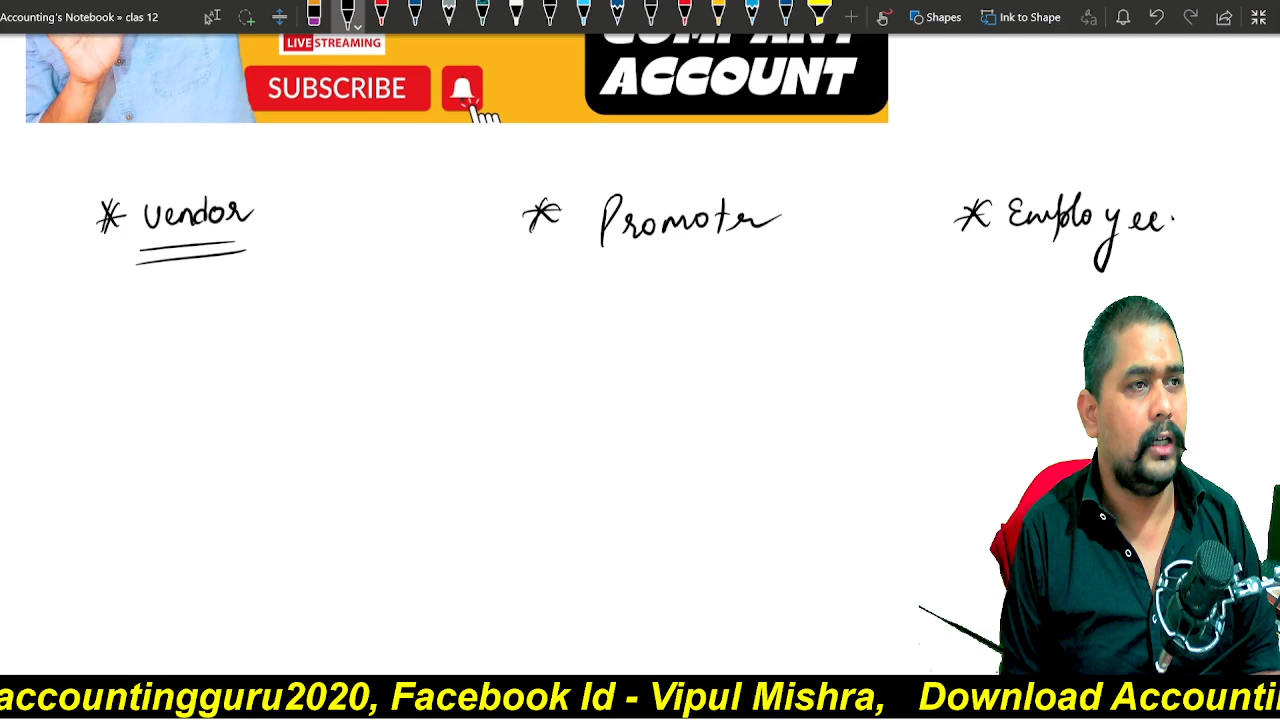 Accounting's Notebook » clas 12
Shapes
Ink to Shape
LIVE STREAMING
SUBSCRIBE
COMPANY
ACCOUNT
* vendor
* Promoter
* Employee.
accountingguru2020, Facebook Id - Vipul Mishra, Download Accounti